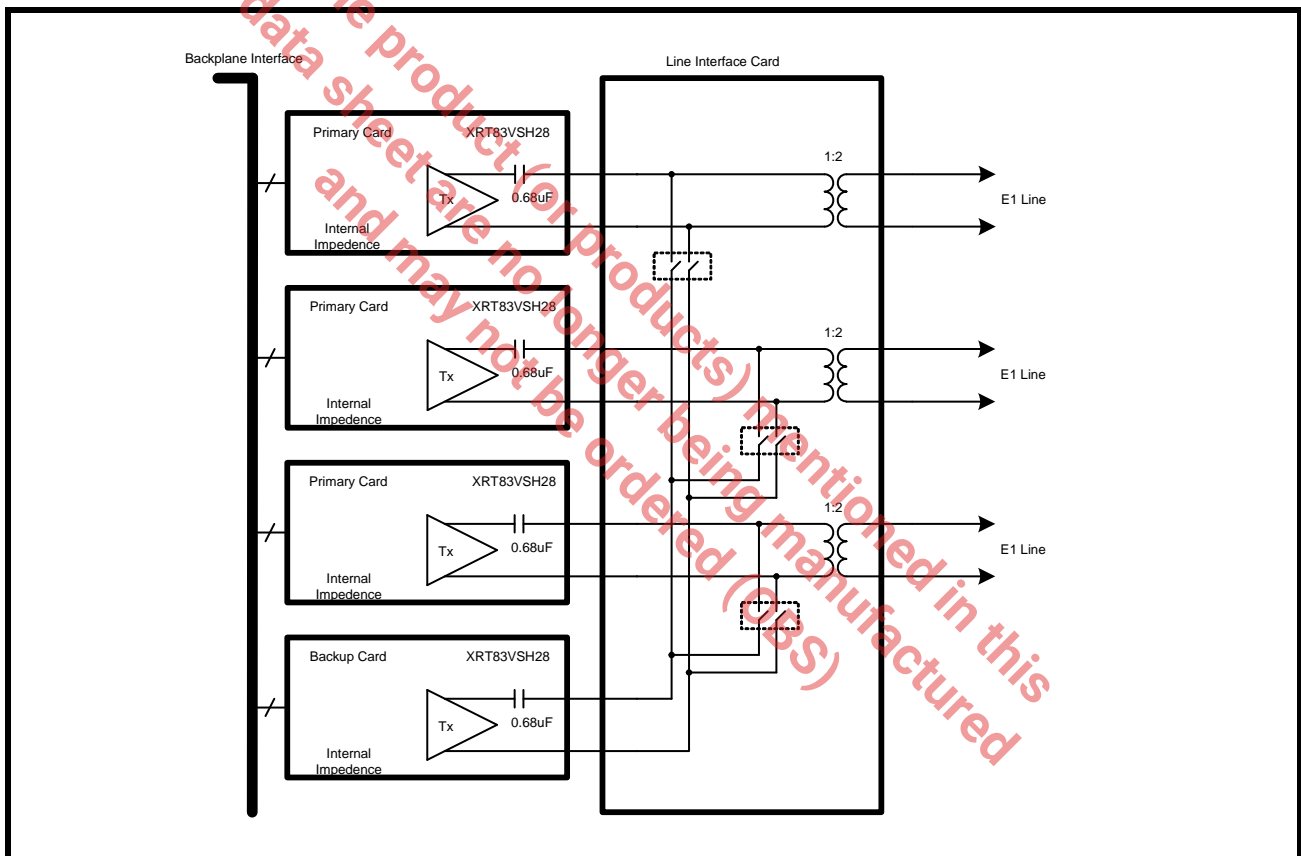 Backplane Interface
Line Interface Card
Primary Card XRT83VSH28
Tx
0.68uF
Internal
Impedence
1:2
E1 Line
Primary Card XRT83VSH28
Tx
0.68uF
Internal
Impedence
1:2
E1 Line
Primary Card XRT83VSH28
Tx
0.68uF
Internal
Impedence
1:2
E1 Line
Backup Card XRT83VSH28
Tx
0.68uF
Internal
Impedence
product (or products) mentioned in this
data sheet are no longer being manufactured
and may not be ordered (OBS)